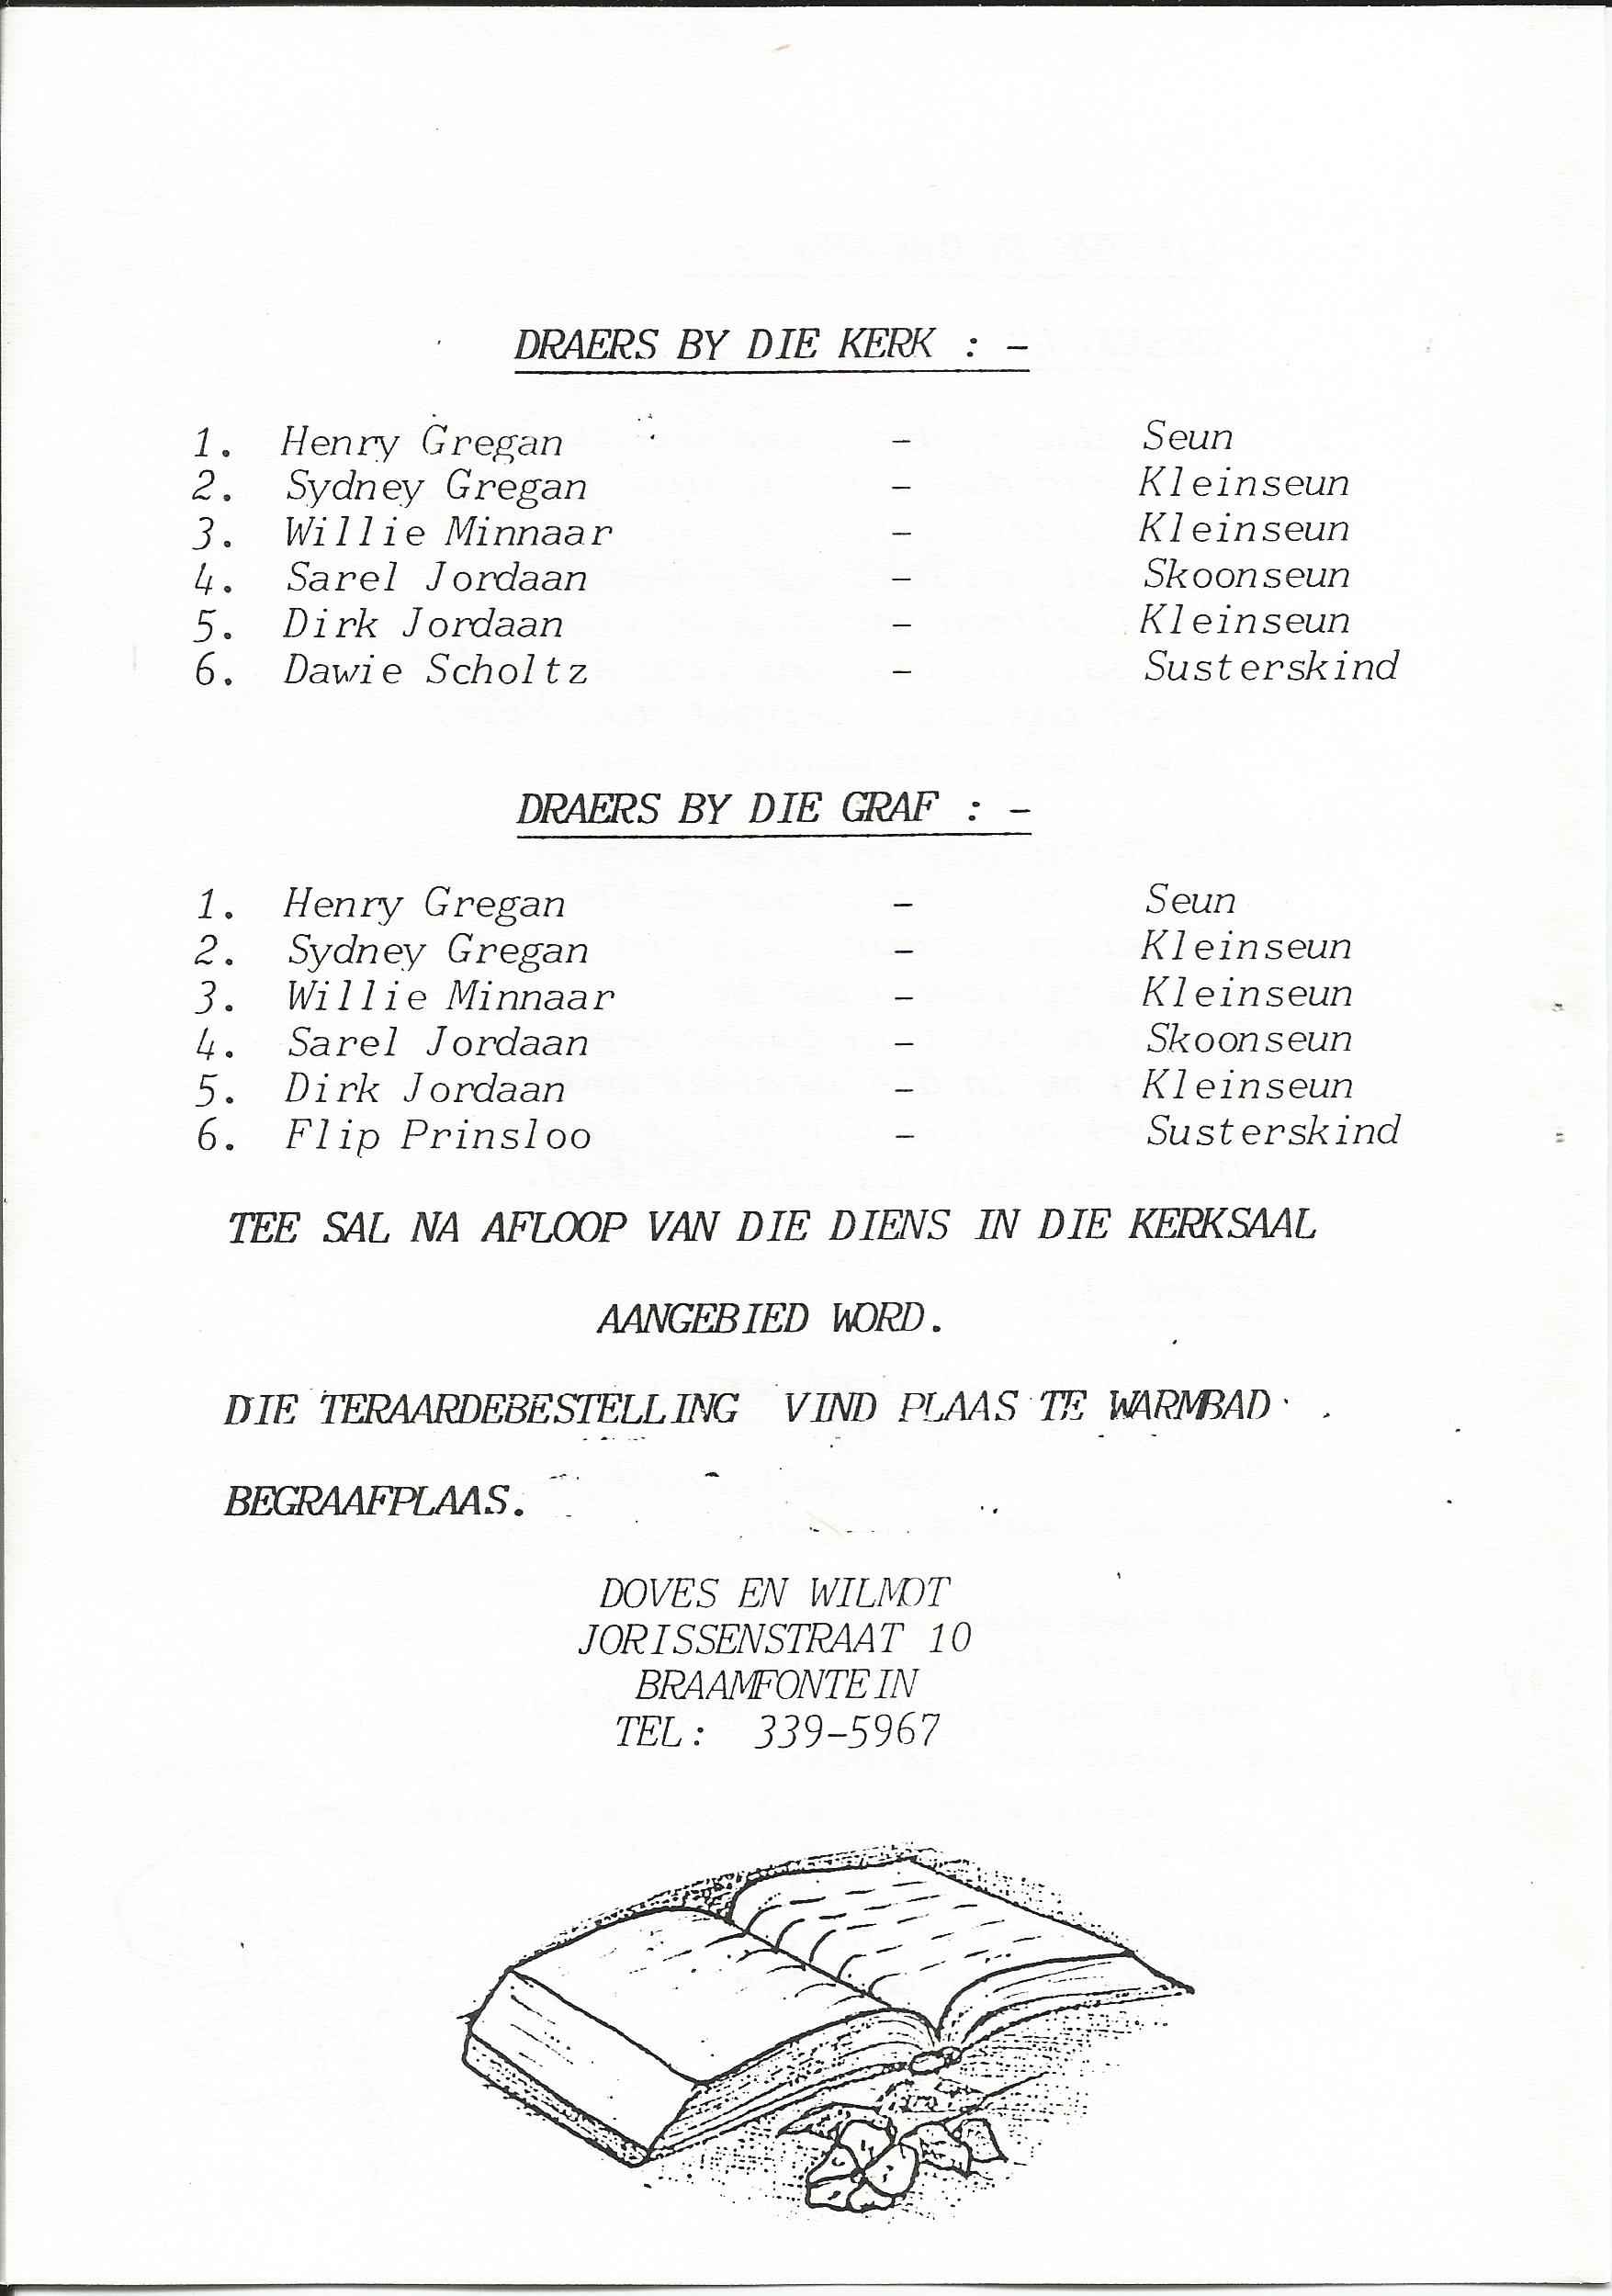 DRAERS BY DIE KERK : -
1. Henry Gregan - Seun
2. Sydney Gregan - Kleinseun
3. Willie Minnaar - Kleinseun
4. Sarel Jordaan - Skoonseun
5. Dirk Jordaan - Kleinseun
6. Dawie Scholtz - Susterskind
DRAERS BY DIE GRAF : -
1. Henry Gregan - Seun
2. Sydney Gregan - Kleinseun
3. Willie Minnaar - Kleinseun
4. Sarel Jordaan - Skoonseun
5. Dirk Jordaan - Kleinseun
6. Flip Prinsloo - Susterskind
TEE SAL NA AFLOOP VAN DIE DIENS IN DIE KERKSAAL
AANGEBIED WORD.
DIE TERAARDEBESTELLING VIND PLAAS TE WARMBAD
BEGRAAFPLAAS.
DOVES EN WILMOT
JORISSENSTRAAT 10
BRAAMFONTEIN
TEL: 339-5967